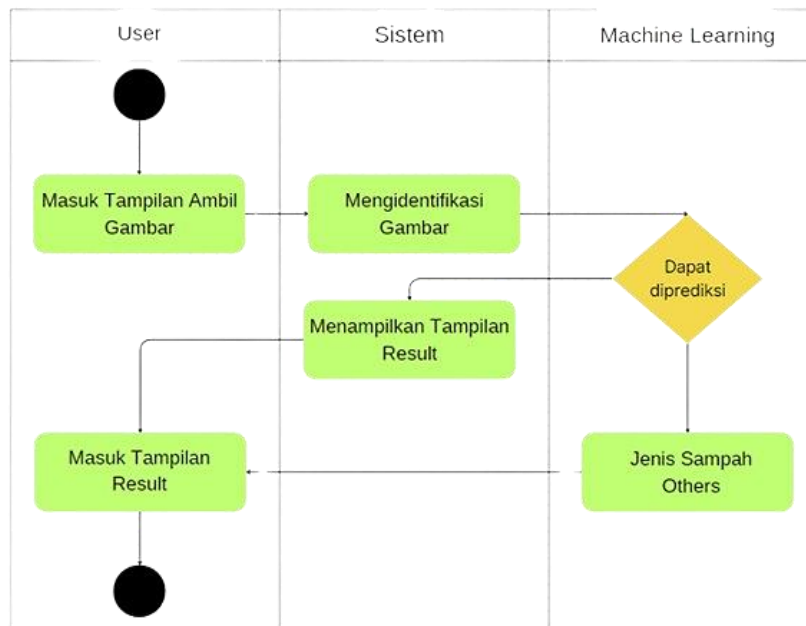 User
Sistem
Machine Learning
Masuk Tampilan Ambil
Gambar
Mengidentifikasi
Gambar
Dapat
diprediksi
Menampilkan Tampilan
Result
Masuk Tampilan
Result
Jenis Sampah
Others